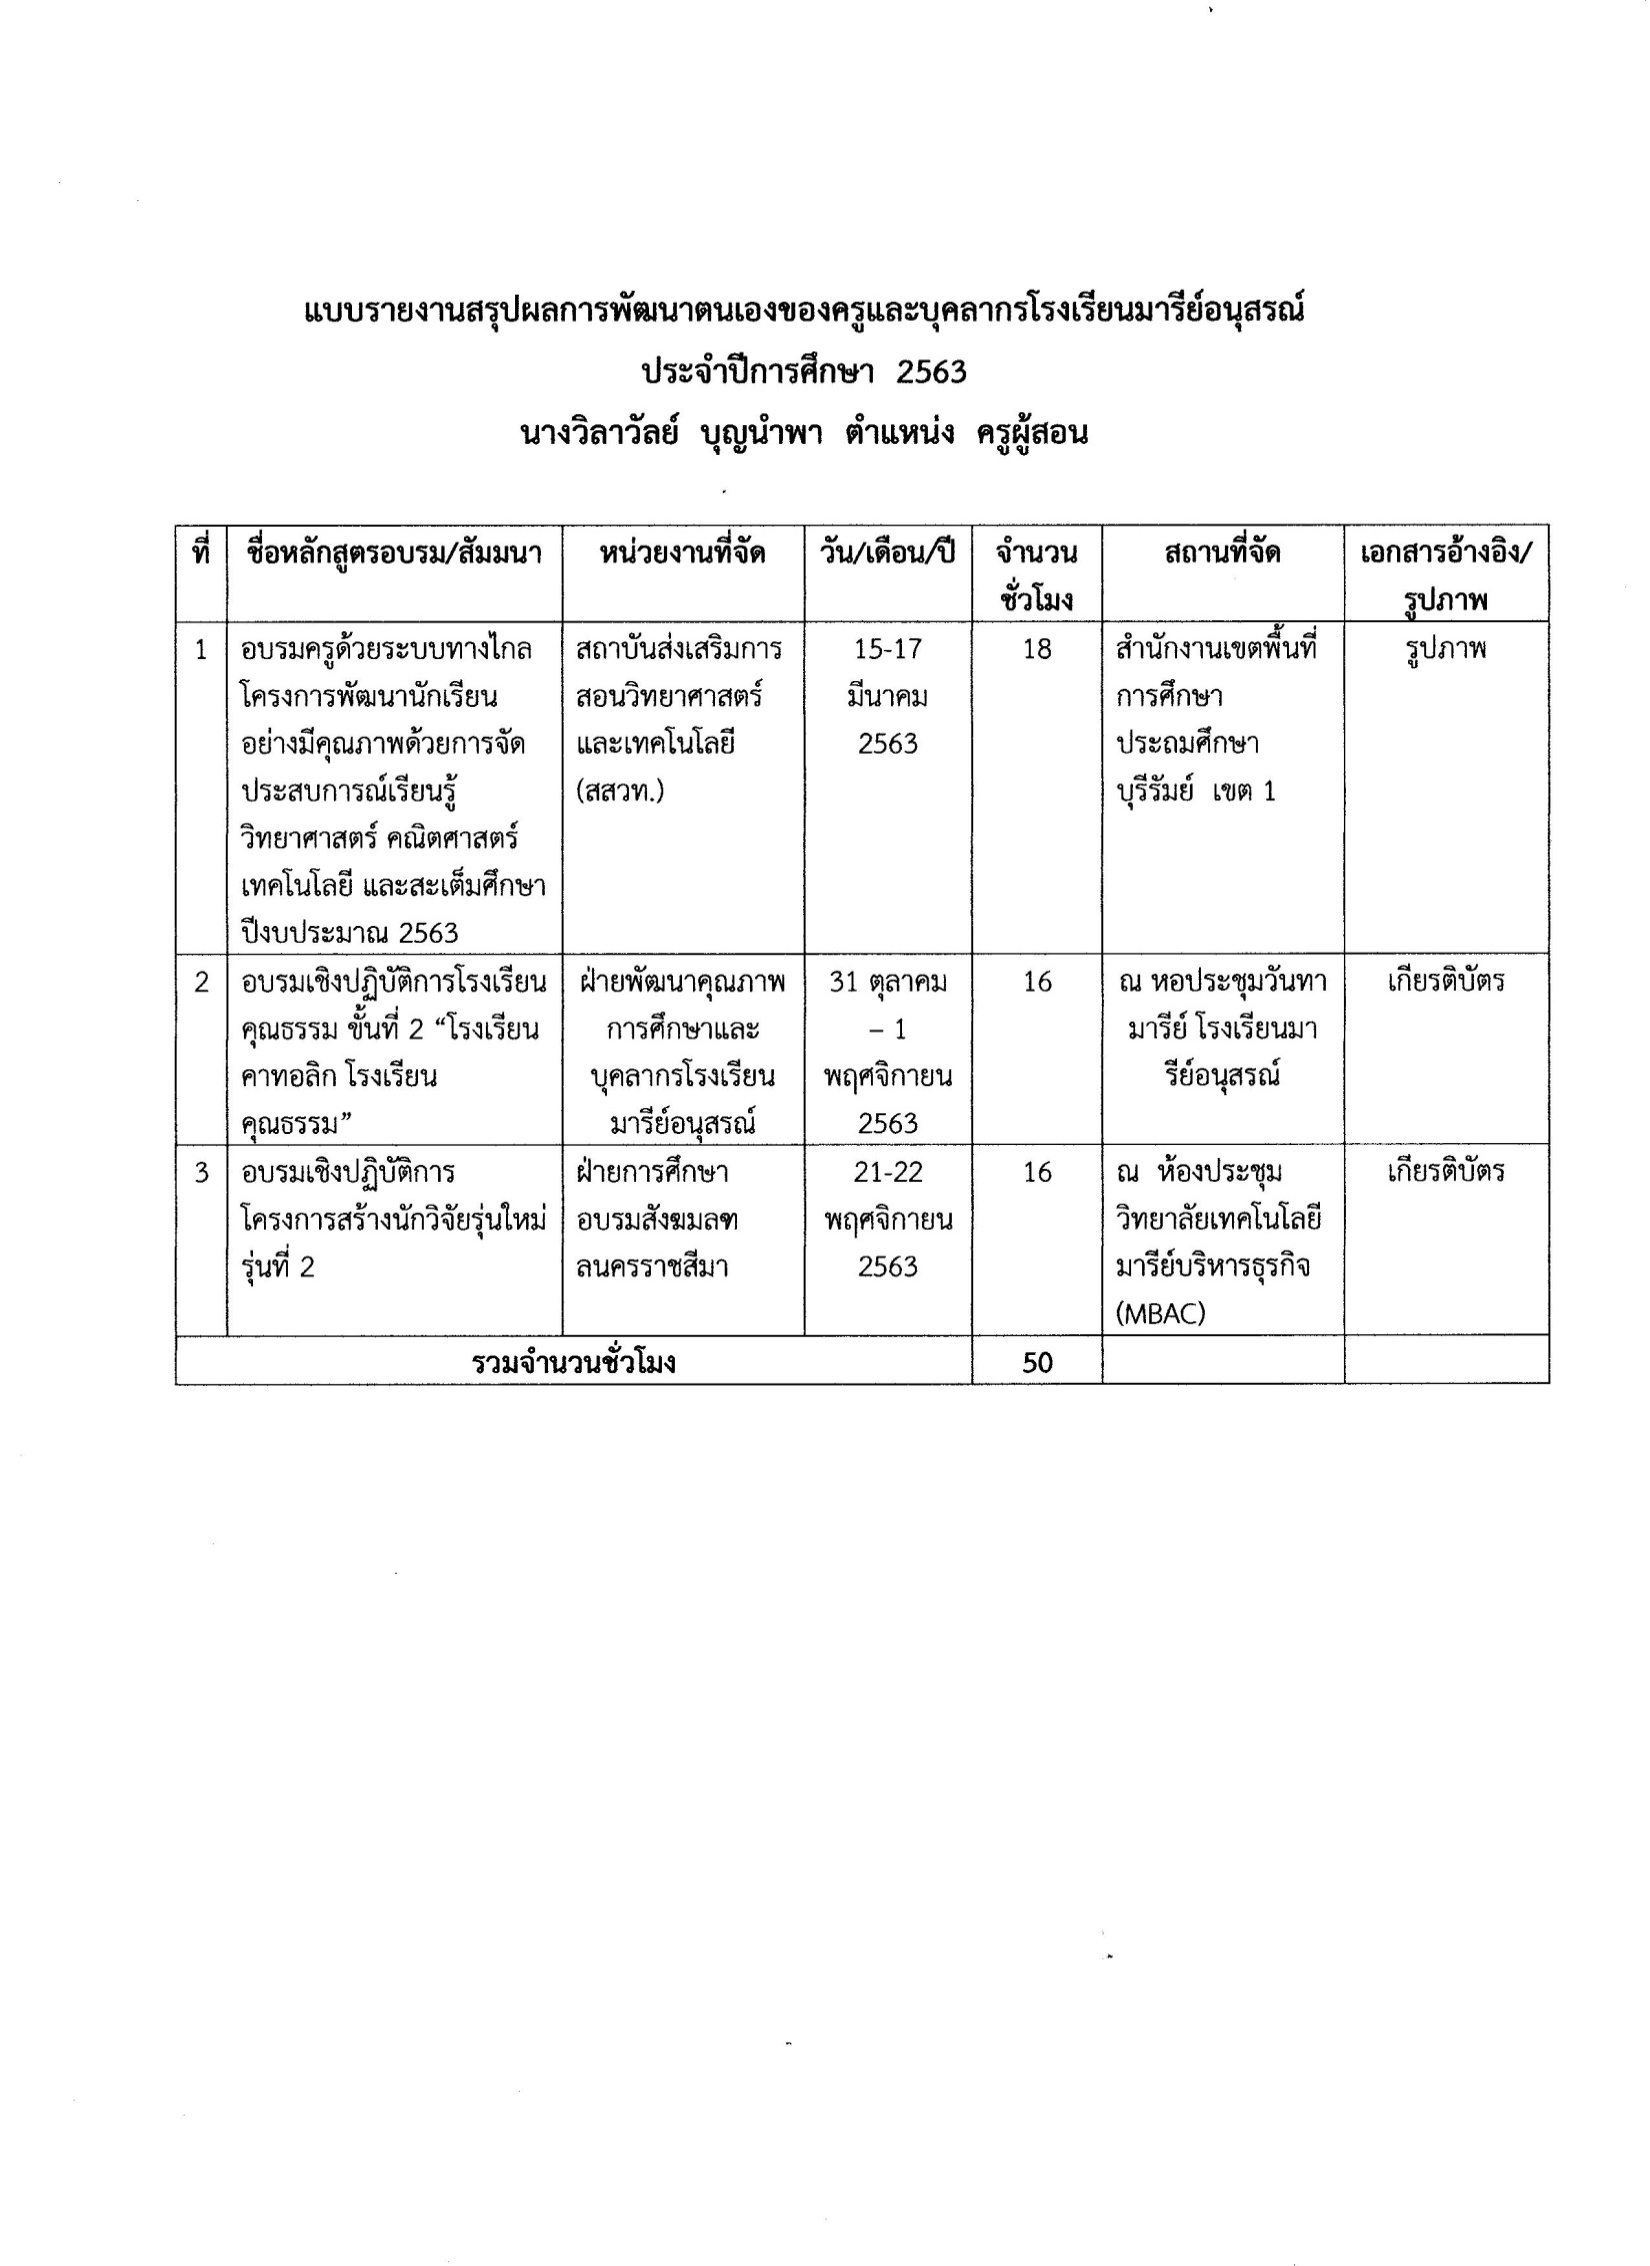 แบบรายงานสรุปผลการพัฒนาตนเองของครูและบุคลากรโรงเรียนมารีย์อนุสรณ์
ประจำปีการศึกษา 2563
นางวิลาวัลย์ บุญนำพา ตำแหน่ง ครูผู้สอน
ที่
ชื่อหลักสูตรอบรม/สัมมนา
หน่วยงานที่จัด
วัน/เดือน/ปี
จำนวน
ชั่วโมง
สถานที่จัด
เอกสารอ้างอิง/
รูปภาพ
1
อบรมครูด้วยระบบทางไกล
โครงการพัฒนานักเรียน
อย่างมีคุณภาพด้วยการจัด
ประสบการณ์เรียนรู้
วิทยาศาสตร์ คณิตศาสตร์
เทคโนโลยี และสะเต็มศึกษา
ปีงบประมาณ 2563
สถาบันส่งเสริมการ
สอนวิทยาศาสตร์
และเทคโนโลยี
(สสวท.)
15-17
มีนาคม
2563
18
สำนักงานเขตพื้นที่
การศึกษา
ประถมศึกษา
บุรีรัมย์ เขต 1
รูปภาพ
2
อบรมเชิงปฏิบัติการโรงเรียน
คุณธรรม ขั้นที่ 2 “โรงเรียน
คาทอลิก โรงเรียน
คุณธรรม”
ฝ่ายพัฒนาคุณภาพ
การศึกษาและ
บุคลากรโรงเรียน
มารีย์อนุสรณ์
31 ตุลาคม
– 1
พฤศจิกายน
2563
16
ณ หอประชุมวันทา
มารีย์ โรงเรียนมา
รีย์อนุสรณ์
เกียรติบัตร
3
อบรมเชิงปฏิบัติการ
โครงการสร้างนักวิจัยรุ่นใหม่
รุ่นที่ 2
ฝ่ายการศึกษา
อบรมสังฆมลฑ
ลนครราชสีมา
21-22
พฤศจิกายน
2563
16
ณ ห้องประชุม
วิทยาลัยเทคโนโลยี
มารีย์บริหารธุรกิจ
(MBAC)
เกียรติบัตร
รวมจำนวนชั่วโมง
50